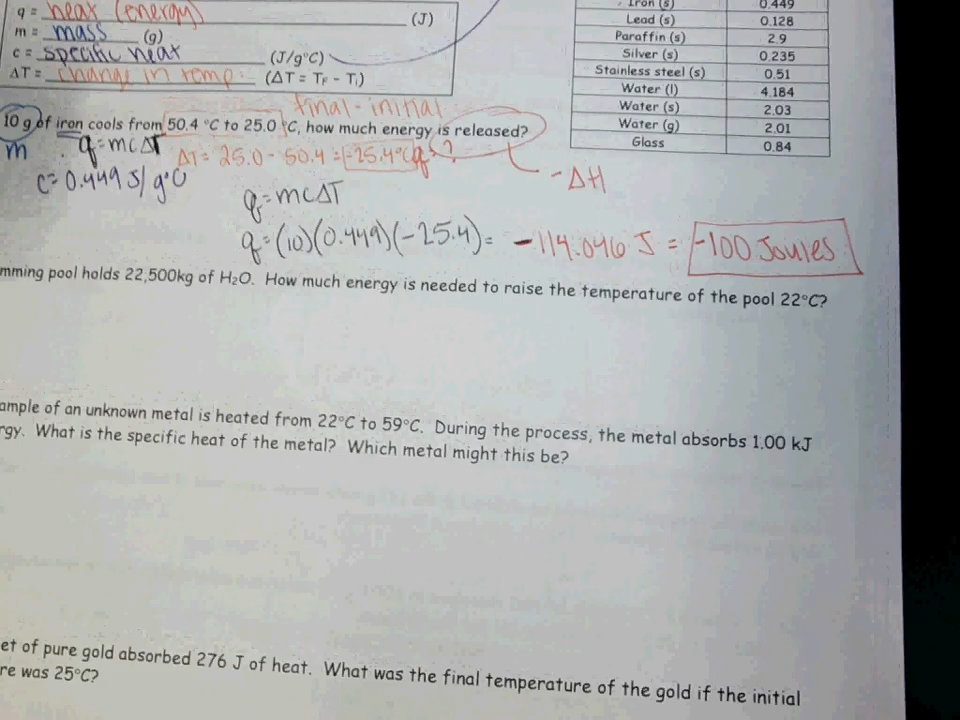 q = heat (energy) (J)
m = mass (g)
c = specific heat (J/g°C)
ΔT = change in temp. (ΔT = TF - Ti)
Iron (s) 0.449
Lead (s) 0.128
Paraffin (s) 2.9
Silver (s) 0.235
Stainless steel (s) 0.51
Water (l) 4.184
Water (s) 2.03
Water (g) 2.01
Glass 0.84
final - initial
10 g of iron cools from 50.4 °C to 25.0 °C, how much energy is released?
m q=mcΔT ΔT= 25.0 - 50.4 = -25.4°C q=?
c= 0.449 J/g°C
-ΔH
q=mcΔT
q=(10)(0.449)(-25.4)= -114.046 J = -100 Joules
mming pool holds 22,500kg of H₂O. How much energy is needed to raise the temperature of the pool 22°C?
ample of an unknown metal is heated from 22°C to 59°C. During the process, the metal absorbs 1.00 kJ
rgy. What is the specific heat of the metal? Which metal might this be?
et of pure gold absorbed 276 J of heat. What was the final temperature of the gold if the initial
re was 25°C?